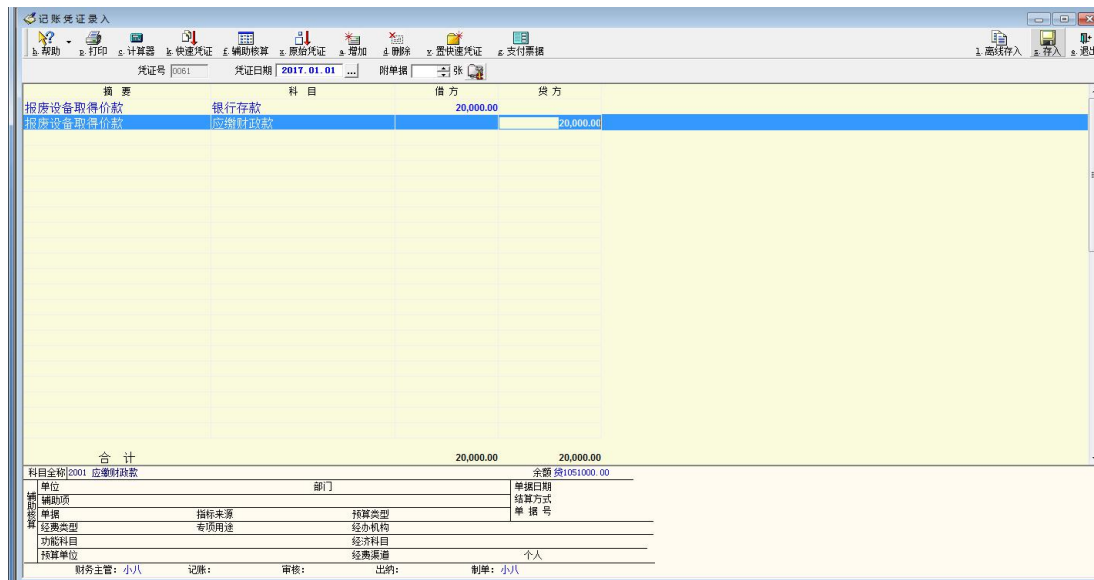 记账凭证录入
h.帮助 p.打印 c.计算器 k.快速凭证 f.辅助核算 z.原始凭证 a.增加 d.删除 y.置快速凭证 g.支付票据 l.离线存入 s.存入 e.退出
凭证号 0061 凭证日期 2017.01.01 ... 附单据 张
摘 要 科 目 借 方 贷 方
报废设备取得价款 银行存款 20,000.00
报废设备取得价款 应缴财政款 20,000.00
合 计 20,000.00 20,000.00
科目全称 2001 应缴财政款 余额 贷1051000.00
辅助核算
单位 部门 单据日期
辅助项 结算方式
单据 指标来源 预算类型 单 据 号
经费类型 专项用途 经办机构
功能科目 经济科目
预算单位 经费渠道 个人
财务主管: 小八 记账: 审核: 出纳: 制单: 小八